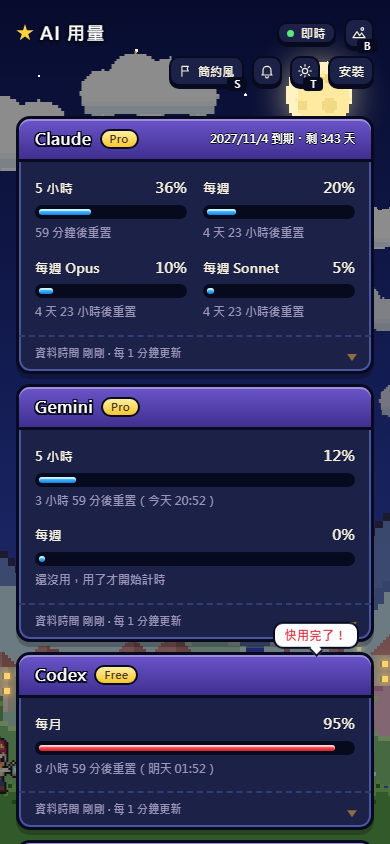 ★ AI 用量
即時
B
簡約風
S
T
安裝
Claude Pro 2027/11/4 到期・剩 343 天
5 小時 36% 每週 20%
59 分鐘後重置 4 天 23 小時後重置
每週 Opus 10% 每週 Sonnet 5%
4 天 23 小時後重置 4 天 23 小時後重置
資料時間 剛剛 · 每 1 分鐘更新
Gemini Pro
5 小時 12%
3 小時 59 分後重置 ( 今天 20:52 )
每週 0%
還沒用，用了才開始計時
資料時間 剛剛 · 每 1 分鐘更新
快用完了！
Codex Free
每月 95%
8 小時 59 分後重置 ( 明天 01:52 )
資料時間 剛剛 · 每 1 分鐘更新